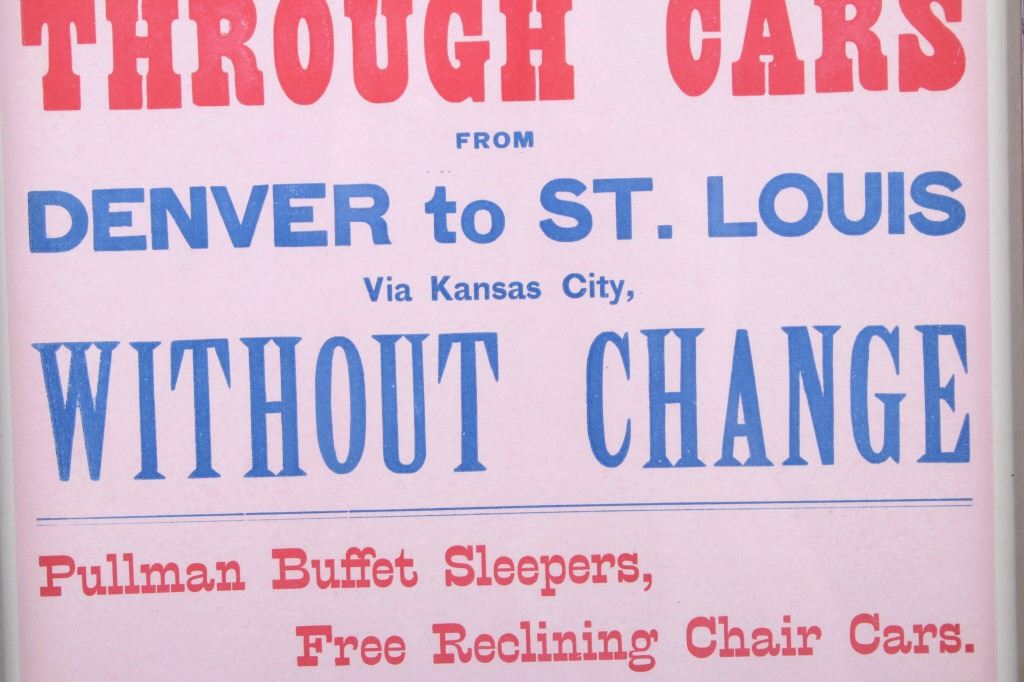 THROUGH CARS
FROM
DENVER to ST. LOUIS
Via Kansas City,
WITHOUT CHANGE
Pullman Buffet Sleepers,
Free Reclining Chair Cars.